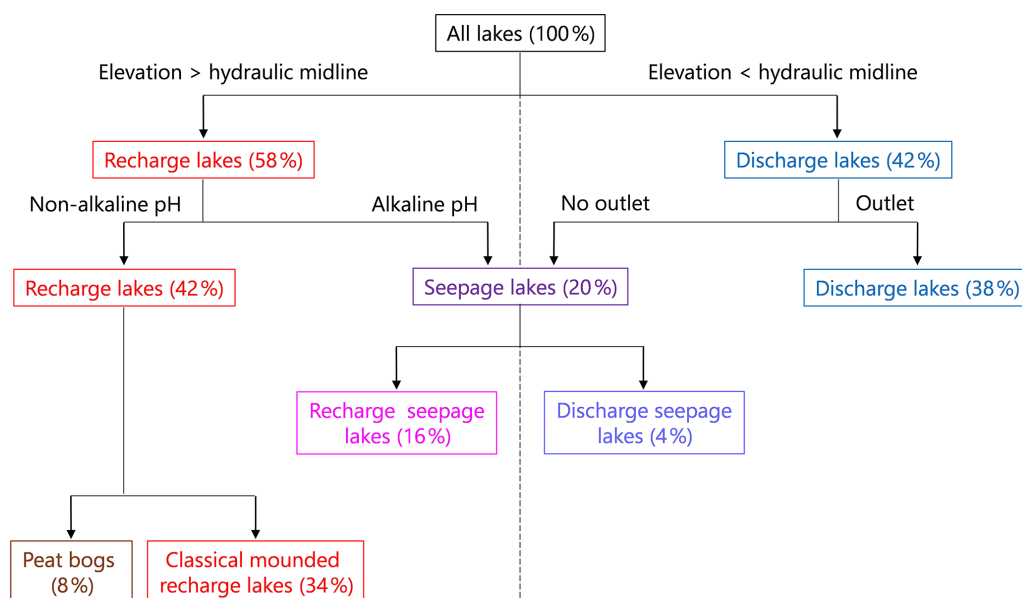 All lakes (100%)
Elevation > hydraulic midline
Elevation < hydraulic midline
Recharge lakes (58%)
Discharge lakes (42%)
Non-alkaline pH
Alkaline pH
No outlet
Outlet
Recharge lakes (42%)
Seepage lakes (20%)
Discharge lakes (38%)
Recharge seepage
lakes (16%)
Discharge seepage
lakes (4%)
Peat bogs
(8%)
Classical mounded
recharge lakes (34%)